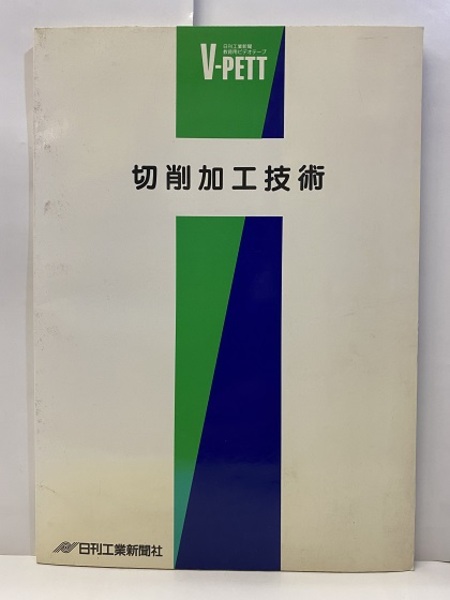 日刊工業新聞
教育用ビデオテープ
V-PETT
切削加工技術
日刊工業新聞社